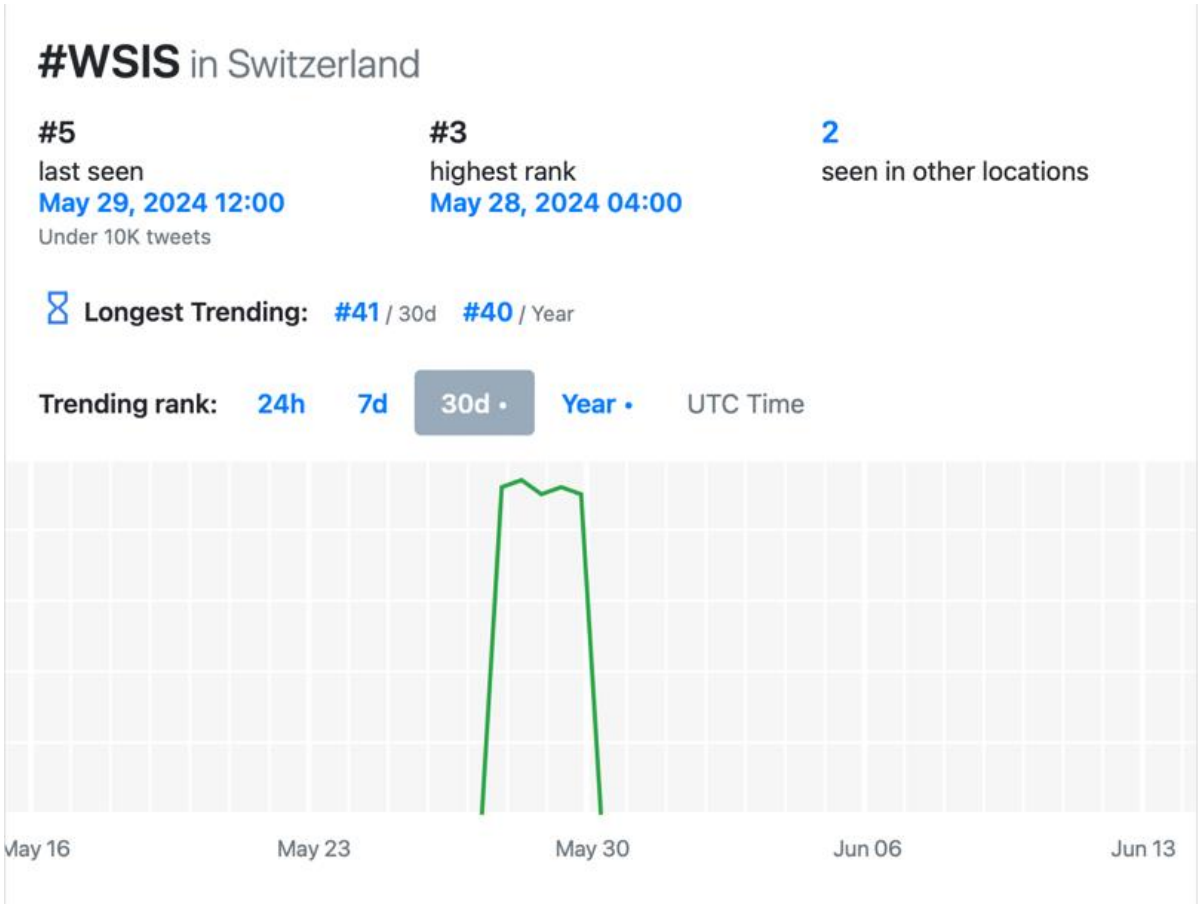 #WSIS in Switzerland
#5
last seen
May 29, 2024 12:00
Under 10K tweets
#3
highest rank
May 28, 2024 04:00
2
seen in other locations
Longest Trending: #41 / 30d #40 / Year
Trending rank: 24h 7d 30d • Year • UTC Time
May 16 May 23 May 30 Jun 06 Jun 13